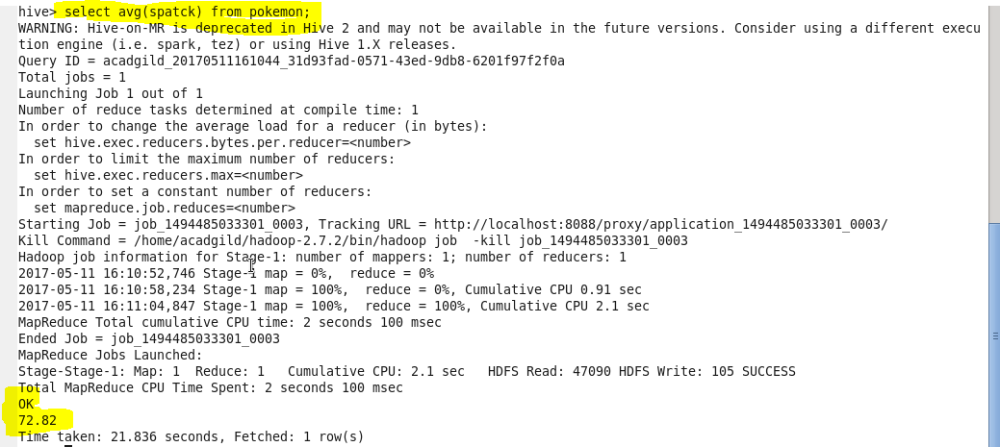 hive> select avg(spatck) from pokemon;
WARNING: Hive-on-MR is deprecated in Hive 2 and may not be available in the future versions. Consider using a different execu
tion engine (i.e. spark, tez) or using Hive 1.X releases.
Query ID = acadgild_20170511161044_31d93fad-0571-43ed-9db8-6201f97f2f0a
Total jobs = 1
Launching Job 1 out of 1
Number of reduce tasks determined at compile time: 1
In order to change the average load for a reducer (in bytes):
  set hive.exec.reducers.bytes.per.reducer=<number>
In order to limit the maximum number of reducers:
  set hive.exec.reducers.max=<number>
In order to set a constant number of reducers:
  set mapreduce.job.reduces=<number>
Starting Job = job_1494485033301_0003, Tracking URL = http://localhost:8088/proxy/application_1494485033301_0003/
Kill Command = /home/acadgild/hadoop-2.7.2/bin/hadoop job  -kill job_1494485033301_0003
Hadoop job information for Stage-1: number of mappers: 1; number of reducers: 1
2017-05-11 16:10:52,746 Stage-1 map = 0%,  reduce = 0%
2017-05-11 16:10:58,234 Stage-1 map = 100%,  reduce = 0%, Cumulative CPU 0.91 sec
2017-05-11 16:11:04,847 Stage-1 map = 100%,  reduce = 100%, Cumulative CPU 2.1 sec
MapReduce Total cumulative CPU time: 2 seconds 100 msec
Ended Job = job_1494485033301_0003
MapReduce Jobs Launched:
Stage-Stage-1: Map: 1  Reduce: 1   Cumulative CPU: 2.1 sec   HDFS Read: 47090 HDFS Write: 105 SUCCESS
Total MapReduce CPU Time Spent: 2 seconds 100 msec
OK
72.82
Time taken: 21.836 seconds, Fetched: 1 row(s)